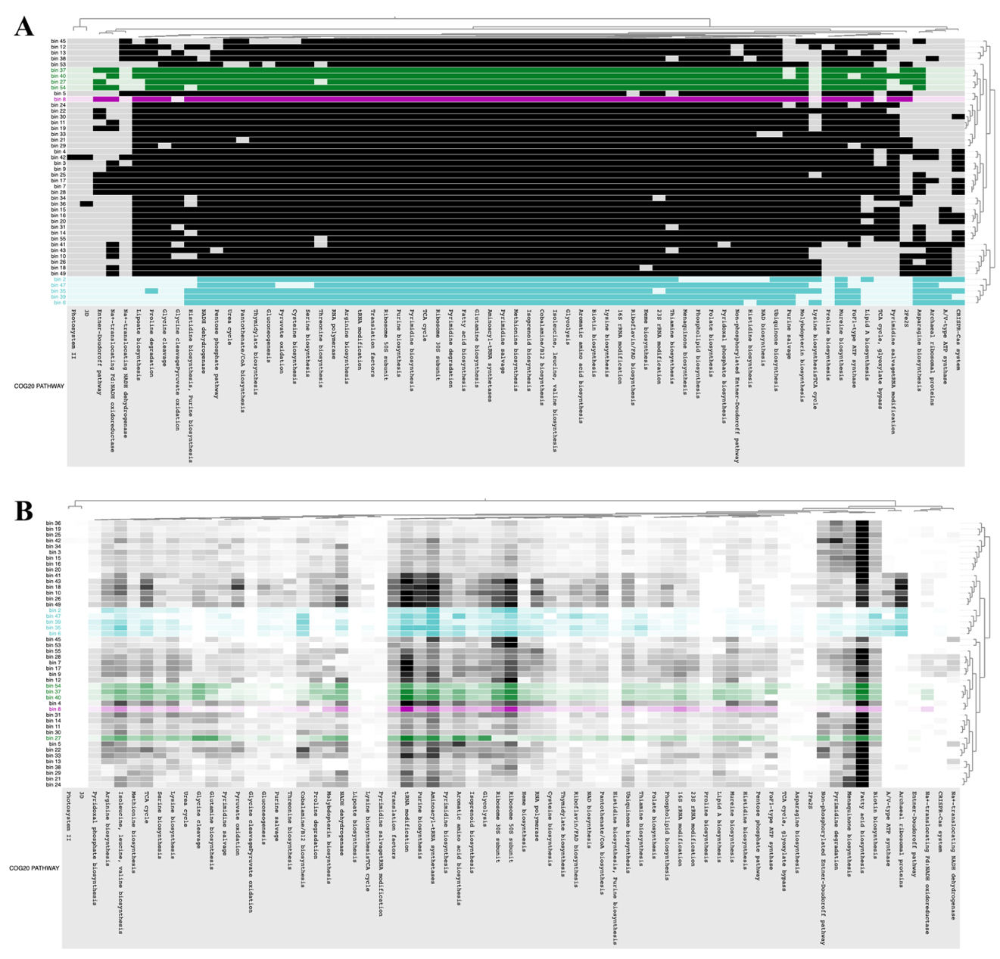 A
bin 45
bin 12
bin 13
bin 38
bin 53
bin 37
bin 40
bin 27
bin 54
bin 5
bin 8
bin 24
bin 22
bin 30
bin 11
bin 19
bin 33
bin 21
bin 29
bin 4
bin 42
bin 3
bin 9
bin 25
bin 17
bin 7
bin 28
bin 34
bin 36
bin 15
bin 16
bin 20
bin 31
bin 14
bin 55
bin 41
bin 43
bin 10
bin 26
bin 18
bin 49
bin 2
bin 47
bin 35
bin 39
bin 6
COG20 PATHWAY
Photosystem II
3D
Entner-Doudoroff pathway
Na+-translocating Fd:NADH oxidoreductase
Na+-translocating NADH dehydrogenase
Lipoate biosynthesis
Proline degradation
Glycine cleavage
Glycine cleavagePyruvate oxidation
Histidine biosynthesis, Purine biosynthesis
NADH dehydrogenase
Pentose phosphate pathway
Urea cycle
Pantothenate/CoA biosynthesis
Thymidylate biosynthesis
Gluconeogenesis
Pyruvate oxidation
Cysteine biosynthesis
Serine biosynthesis
Threonine biosynthesis
RNA polymerase
Arginine biosynthesis
tRNA modification
Translation factors
Ribosome 50S subunit
Purine biosynthesis
Pyrimidine biosynthesis
TCA cycle
Ribosome 30S subunit
Pyrimidine degradation
Fatty acid biosynthesis
Glutamine biosynthesis
Aminoacyl-tRNA synthetases
Pyrimidine salvage
Methionine biosynthesis
Isoprenoid biosynthesis
Cobalamine/B12 biosynthesis
Isoleucine, leucine, valine biosynthesis
Glycolysis
Aromatic amino acid biosynthesis
Biotin biosynthesis
Lysine biosynthesis
16S rRNA modification
Riboflavin/FAD biosynthesis
Heme biosynthesis
23S rRNA modification
Thiamine biosynthesis
Menaquinone biosynthesis
Phospholipid biosynthesis
Folate biosynthesis
Pyridoxal phosphate biosynthesis
Non-phosphorylated Entner-Doudoroff pathway
Histidine biosynthesis
NAD biosynthesis
Ubiquinone biosynthesis
Purine salvage
Molybdopterin biosynthesis
Lysine biosynthesisTCA cycle
Proline biosynthesis
Mureine biosynthesis
FoF1-type ATP synthase
Lipid A biosynthesis
TCA cycle, glyoxylate bypass
Pyrimidine salvagetRNA modification
2Fe2S
Asparagine biosynthesis
Archaeal ribosomal proteins
A/V-type ATP synthase
CRISPR-Cas system
B
bin 36
bin 19
bin 25
bin 42
bin 34
bin 3
bin 15
bin 16
bin 20
bin 41
bin 43
bin 18
bin 10
bin 26
bin 49
bin 2
bin 47
bin 39
bin 35
bin 6
bin 45
bin 53
bin 55
bin 28
bin 7
bin 17
bin 9
bin 12
bin 54
bin 37
bin 40
bin 4
bin 8
bin 31
bin 14
bin 11
bin 30
bin 27
bin 5
bin 22
bin 33
bin 13
bin 38
bin 29
bin 21
bin 24
COG20 PATHWAY
Photosystem II
3D
Pyridoxal phosphate biosynthesis
Arginine biosynthesis
Isoleucine, leucine, valine biosynthesis
Methionine biosynthesis
TCA cycle
Serine biosynthesis
Lysine biosynthesis
Urea cycle
Glycine cleavage
Glutamine biosynthesis
Pyrimidine salvage
Pyruvate oxidation
Glycine cleavagePyruvate oxidation
Gluconeogenesis
Purine salvage
Threonine biosynthesis
Cobalamine/B12 biosynthesis
Proline degradation
Molybdopterin biosynthesis
NADH dehydrogenase
Lipoate biosynthesis
Lysine biosynthesisTCA cycle
Pyrimidine salvagetRNA modification
Translation factors
tRNA modification
Purine biosynthesis
Aminoacyl-tRNA synthetases
Pyrimidine biosynthesis
Aromatic amino acid biosynthesis
Isoprenoid biosynthesis
Glycolysis
Ribosome 30S subunit
Ribosome 50S subunit
Heme biosynthesis
RNA polymerase
Cysteine biosynthesis
Thymidylate biosynthesis
Riboflavin/FAD biosynthesis
NAD biosynthesis
Pantothenate/CoA biosynthesis
Histidine biosynthesis, Purine biosynthesis
Ubiquinone biosynthesis
Thiamine biosynthesis
Folate biosynthesis
Phospholipid biosynthesis
16S rRNA modification
23S rRNA modification
Proline biosynthesis
Lipid A biosynthesis
Mureine biosynthesis
Histidine biosynthesis
Pentose phosphate pathway
FoF1-type ATP synthase
TCA cycle, glyoxylate bypass
Asparagine biosynthesis
2Fe2S
Non-phosphorylated Entner-Doudoroff pathway
Pyrimidine degradation
Menaquinone biosynthesis
Fatty acid biosynthesis
Biotin biosynthesis
A/V-type ATP synthase
Archaeal ribosomal proteins
Entner-Doudoroff pathway
Na+-translocating Fd:NADH oxidoreductase
CRISPR-Cas system
Na+-translocating NADH dehydrogenase